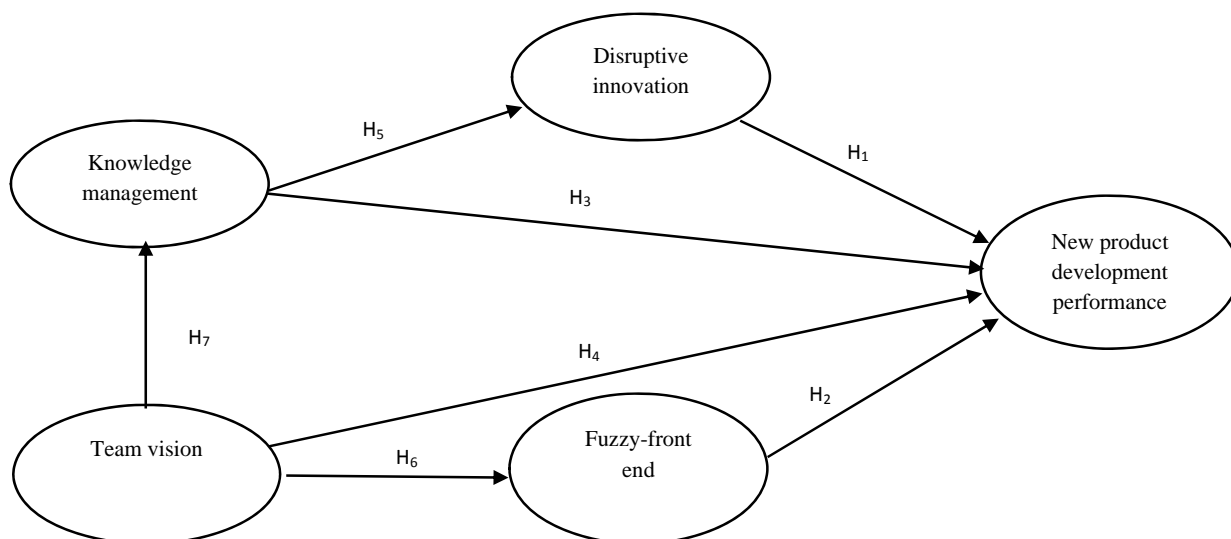 Disruptive
innovation
H₅
H₁
Knowledge
management
H₃
New product
development
performance
H₇
H₄
H₂
Team vision
Fuzzy-front
end
H₆